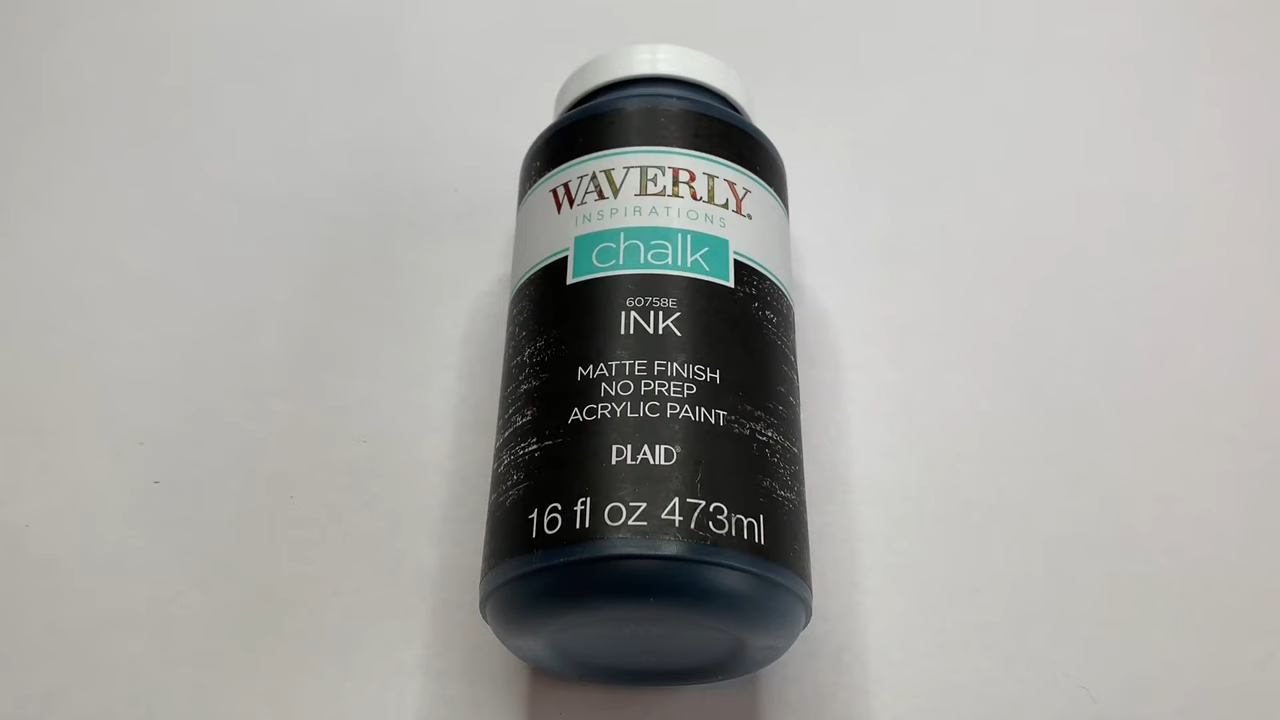 WAVERLY®
INSPIRATIONS
chalk
60758E
INK
MATTE FINISH
NO PREP
ACRYLIC PAINT
PLAID®
16 fl oz 473ml